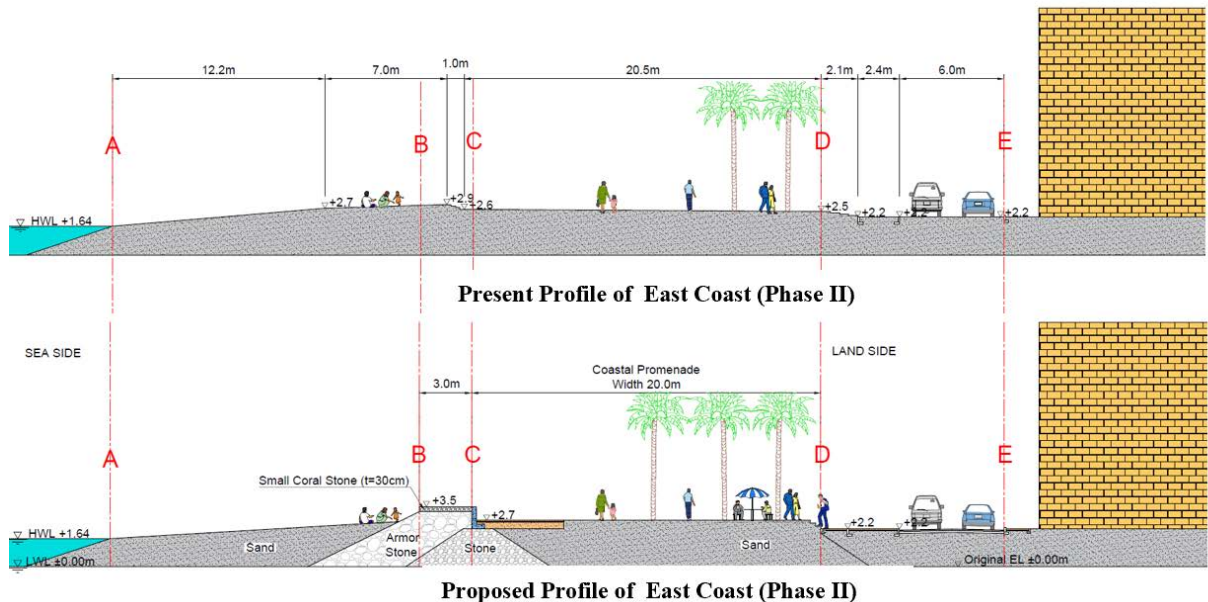 12.2m 7.0m 1.0m 20.5m 2.1m 2.4m 6.0m
A B C D E
HWL +1.64 +2.7 +2.9 +2.6 +2.5 +2.2 +2.2 +2.2
Present Profile of East Coast (Phase II)
SEA SIDE LAND SIDE
Coastal Promenade
3.0m Width 20.0m
A B C D E
Small Coral Stone (t=30cm)
+3.5
+2.7
HWL +1.64 +2.2 +2.2
Sand Armor Stone Sand
Stone
LWL ±0.00m Original EL ±0.00m
Proposed Profile of East Coast (Phase II)